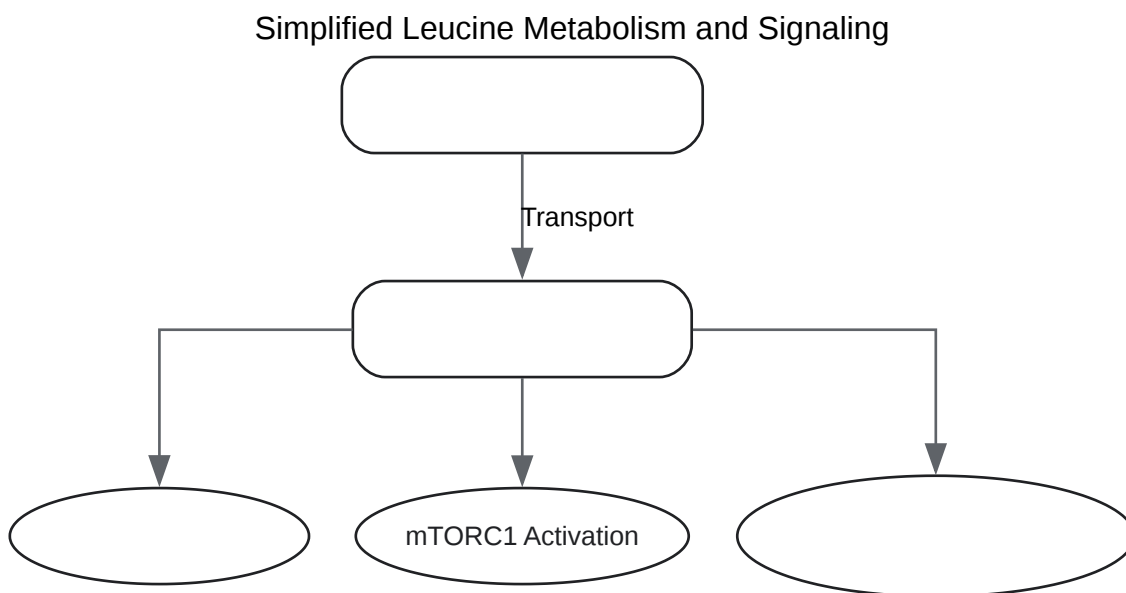 Simplified Leucine Metabolism and Signaling
Transport
mTORC1 Activation